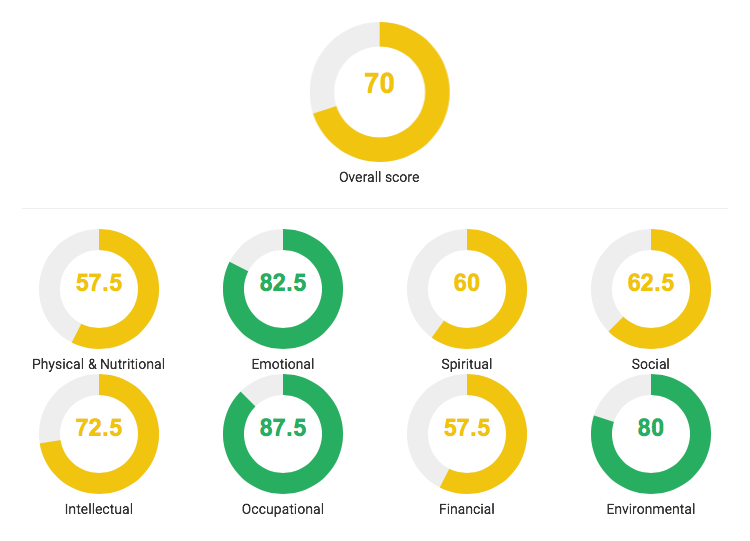 70
Overall score
57.5
82.5
60
62.5
Physical & Nutritional
Emotional
Spiritual
Social
72.5
87.5
57.5
80
Intellectual
Occupational
Financial
Environmental